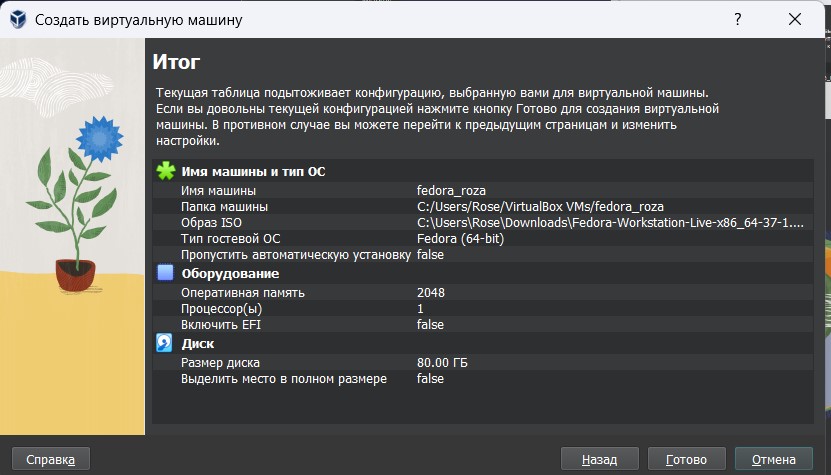 Создать виртуальную машину
?
Итог
Текущая таблица подытоживает конфигурацию, выбранную вами для виртуальной машины.
Если вы довольны текущей конфигурацией нажмите кнопку Готово для создания виртуальной
машины. В противном случае вы можете перейти к предыдущим страницам и изменить
настройки.
Имя машины и тип ОС
Имя машины fedora_roza
Папка машины C:/Users/Rose/VirtualBox VMs/fedora_roza
Образ ISO C:\Users\Rose\Downloads\Fedora-Workstation-Live-x86_64-37-1....
Тип гостевой ОС Fedora (64-bit)
Пропустить автоматическую установку false
Оборудование
Оперативная память 2048
Процессор(ы) 1
Включить EFI false
Диск
Размер диска 80.00 ГБ
Выделить место в полном размере false
Справка Назад Готово Отмена